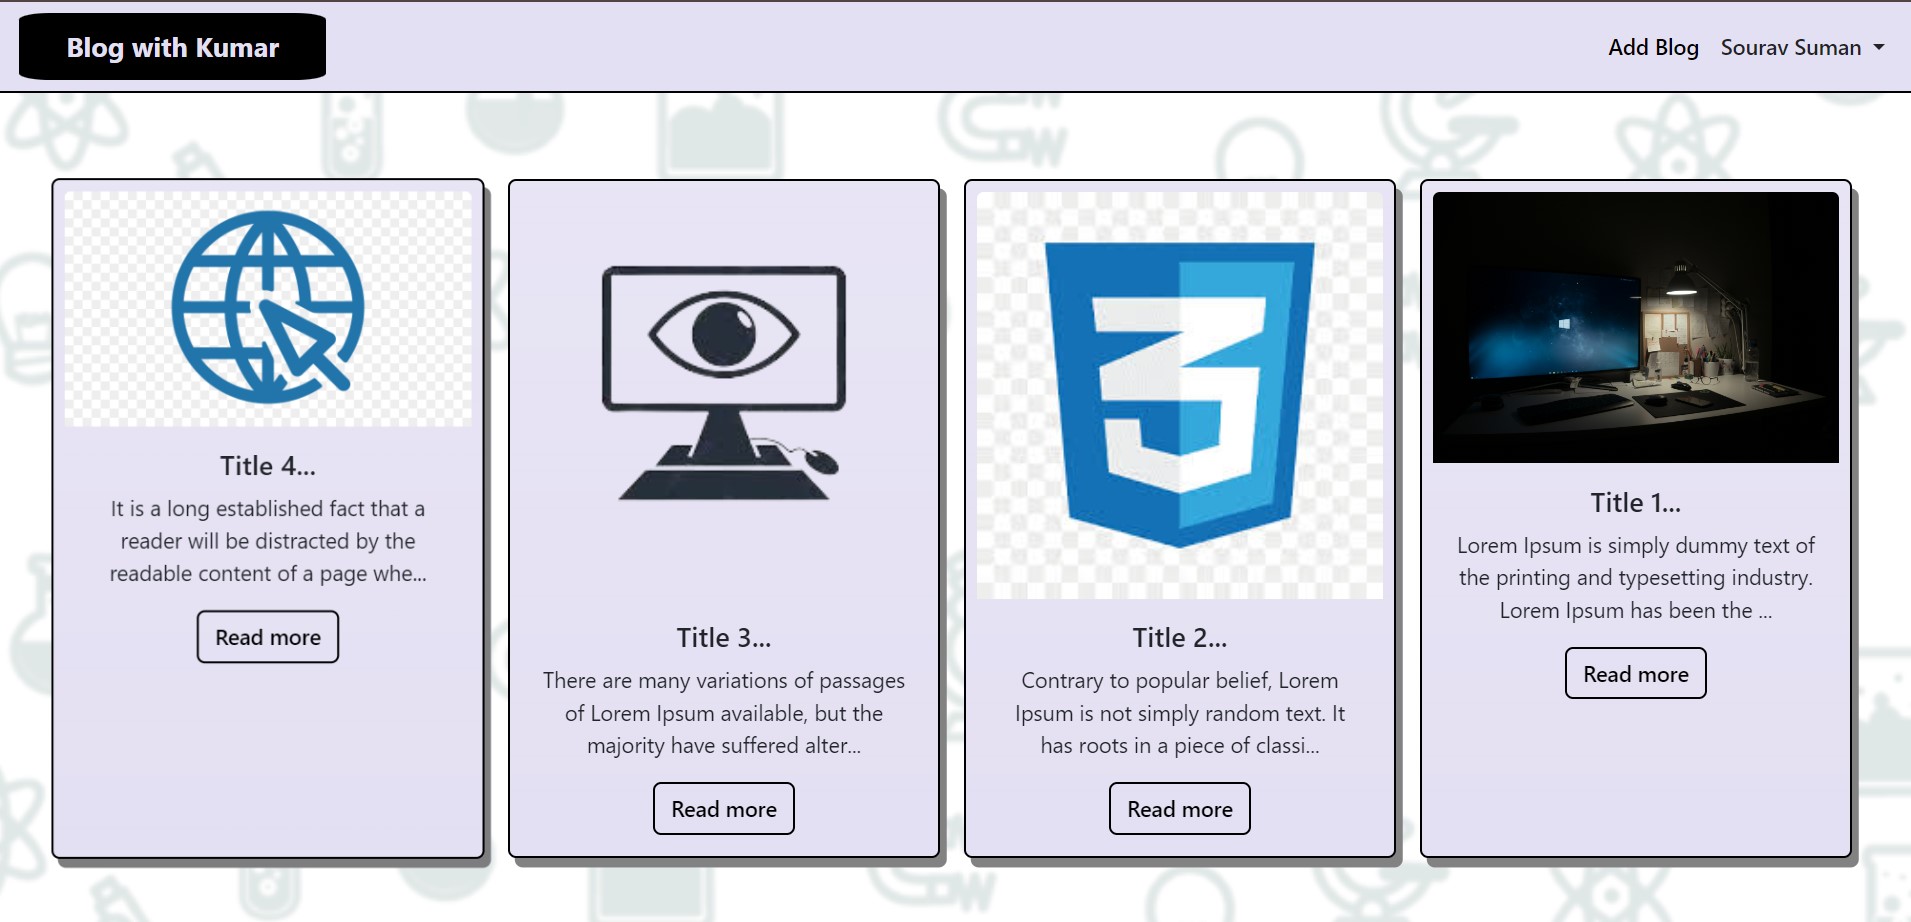 Blog with Kumar
Add Blog
Sourav Suman
Title 4...
It is a long established fact that a
reader will be distracted by the
readable content of a page whe...
Read more
Title 3...
There are many variations of passages
of Lorem Ipsum available, but the
majority have suffered alter...
Read more
Title 2...
Contrary to popular belief, Lorem
Ipsum is not simply random text. It
has roots in a piece of classi...
Read more
Title 1...
Lorem Ipsum is simply dummy text of
the printing and typesetting industry.
Lorem Ipsum has been the ...
Read more